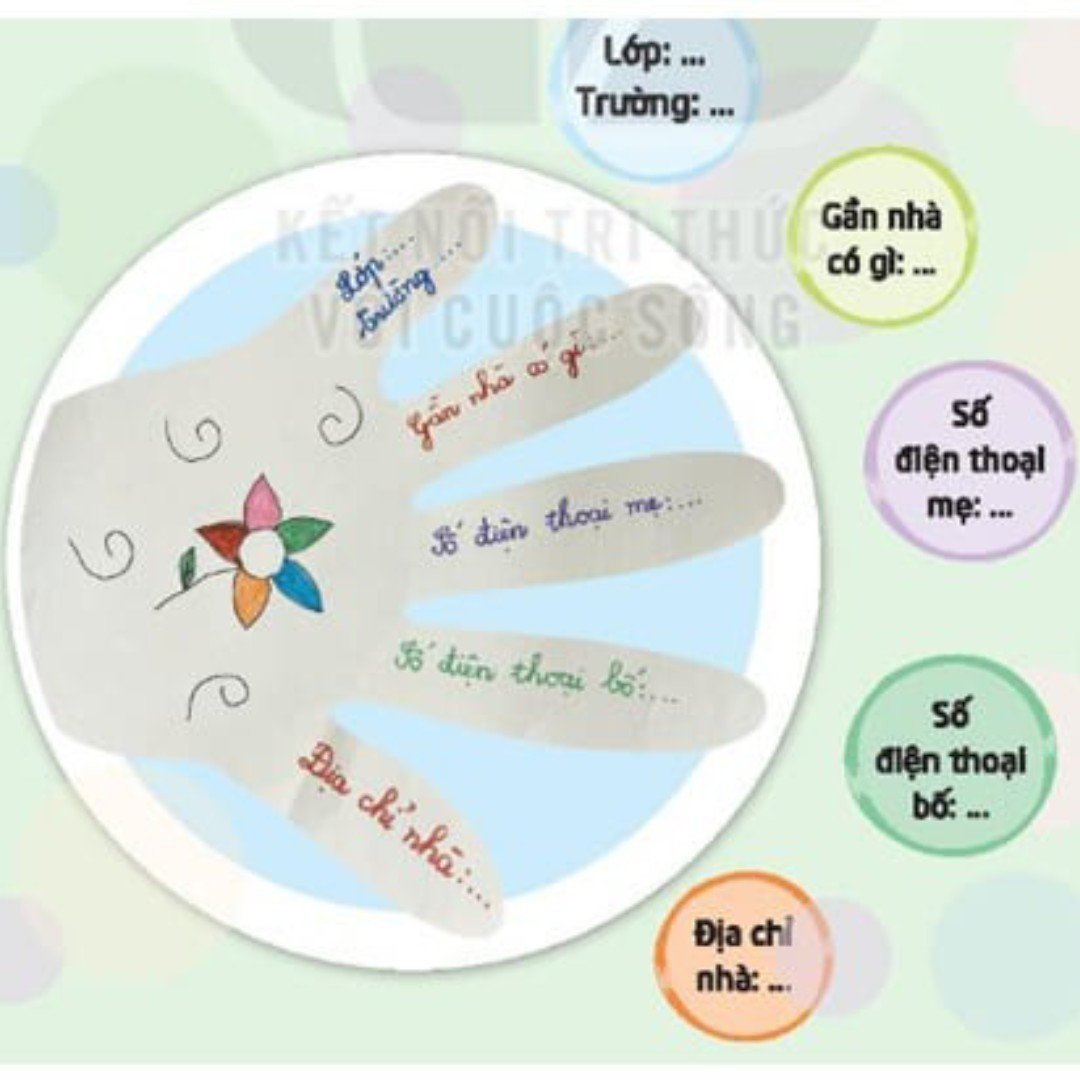 Lớp: ...
Trường: ...
Gần nhà
có gì: ...
KẾT NỐI TRI THỨC
VỚI CUỘC SỐNG
Lớp:....
trường ....
Gần nhà có gì:....
Số điện thoại mẹ:....
Số điện thoại bố:....
Địa chỉ nhà:...
Số
điện thoại
mẹ: ...
Số
điện thoại
bố: ...
Địa chỉ
nhà: ...